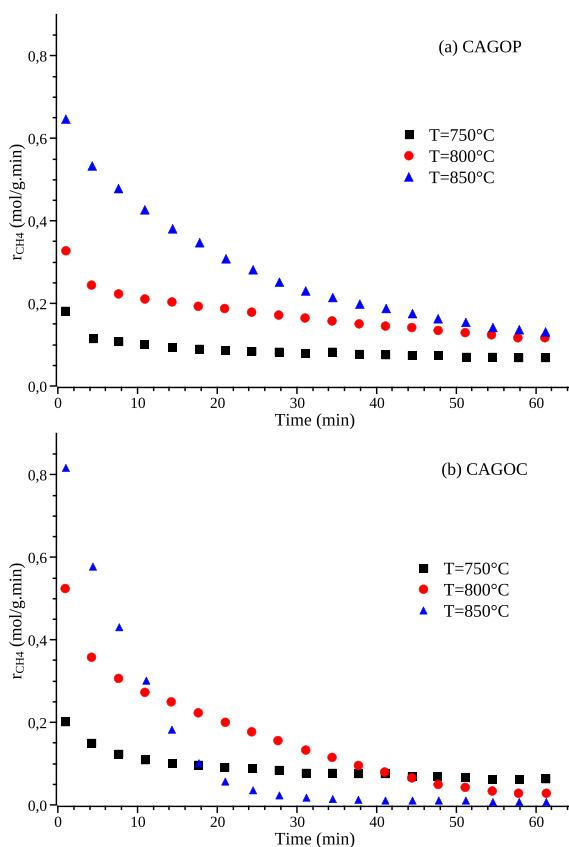 (a) CAGOP
0,8
T=750°C
0,6
T=800°C
T=850°C
r_CH4 (mol/g.min)
0,4
0,2
0,0
0 10 20 30 40 50 60
Time (min)
(b) CAGOC
0,8
T=750°C
0,6
T=800°C
T=850°C
r_CH4 (mol/g.min)
0,4
0,2
0,0
0 10 20 30 40 50 60
Time (min)